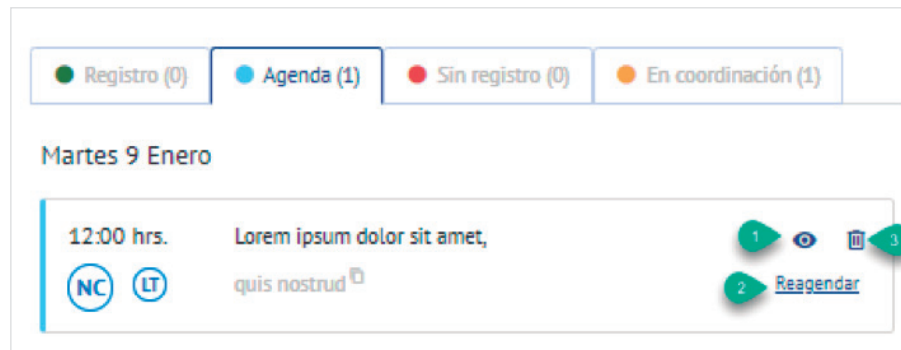 Registro (0) Agenda (1) Sin registro (0) En coordinación (1)
Martes 9 Enero
12:00 hrs. Lorem ipsum dolor sit amet, 1 3
NC LT quis nostrud 2 Reagendar